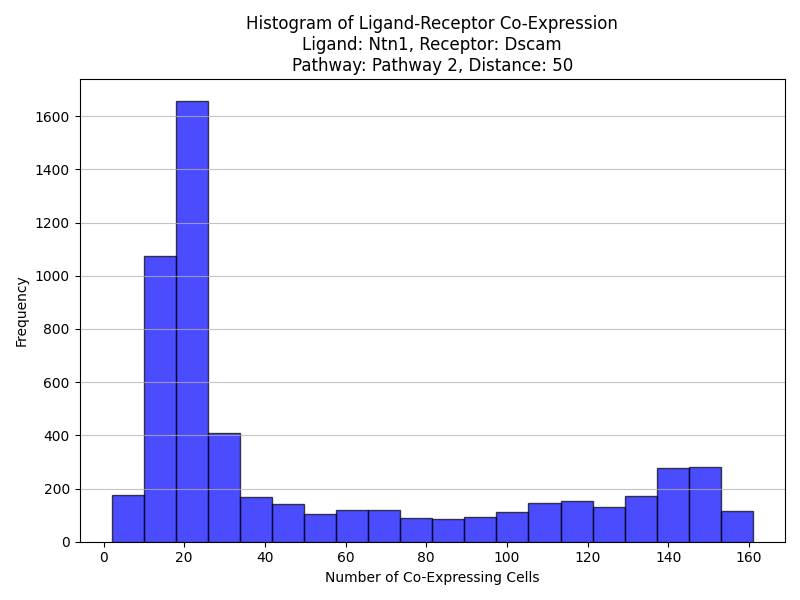 Histogram of Ligand-Receptor Co-Expression
Ligand: Ntn1, Receptor: Dscam
Pathway: Pathway 2, Distance: 50
1600
1400
1200
1000
800
600
400
200
0
Frequency
0 20 40 60 80 100 120 140 160
Number of Co-Expressing Cells